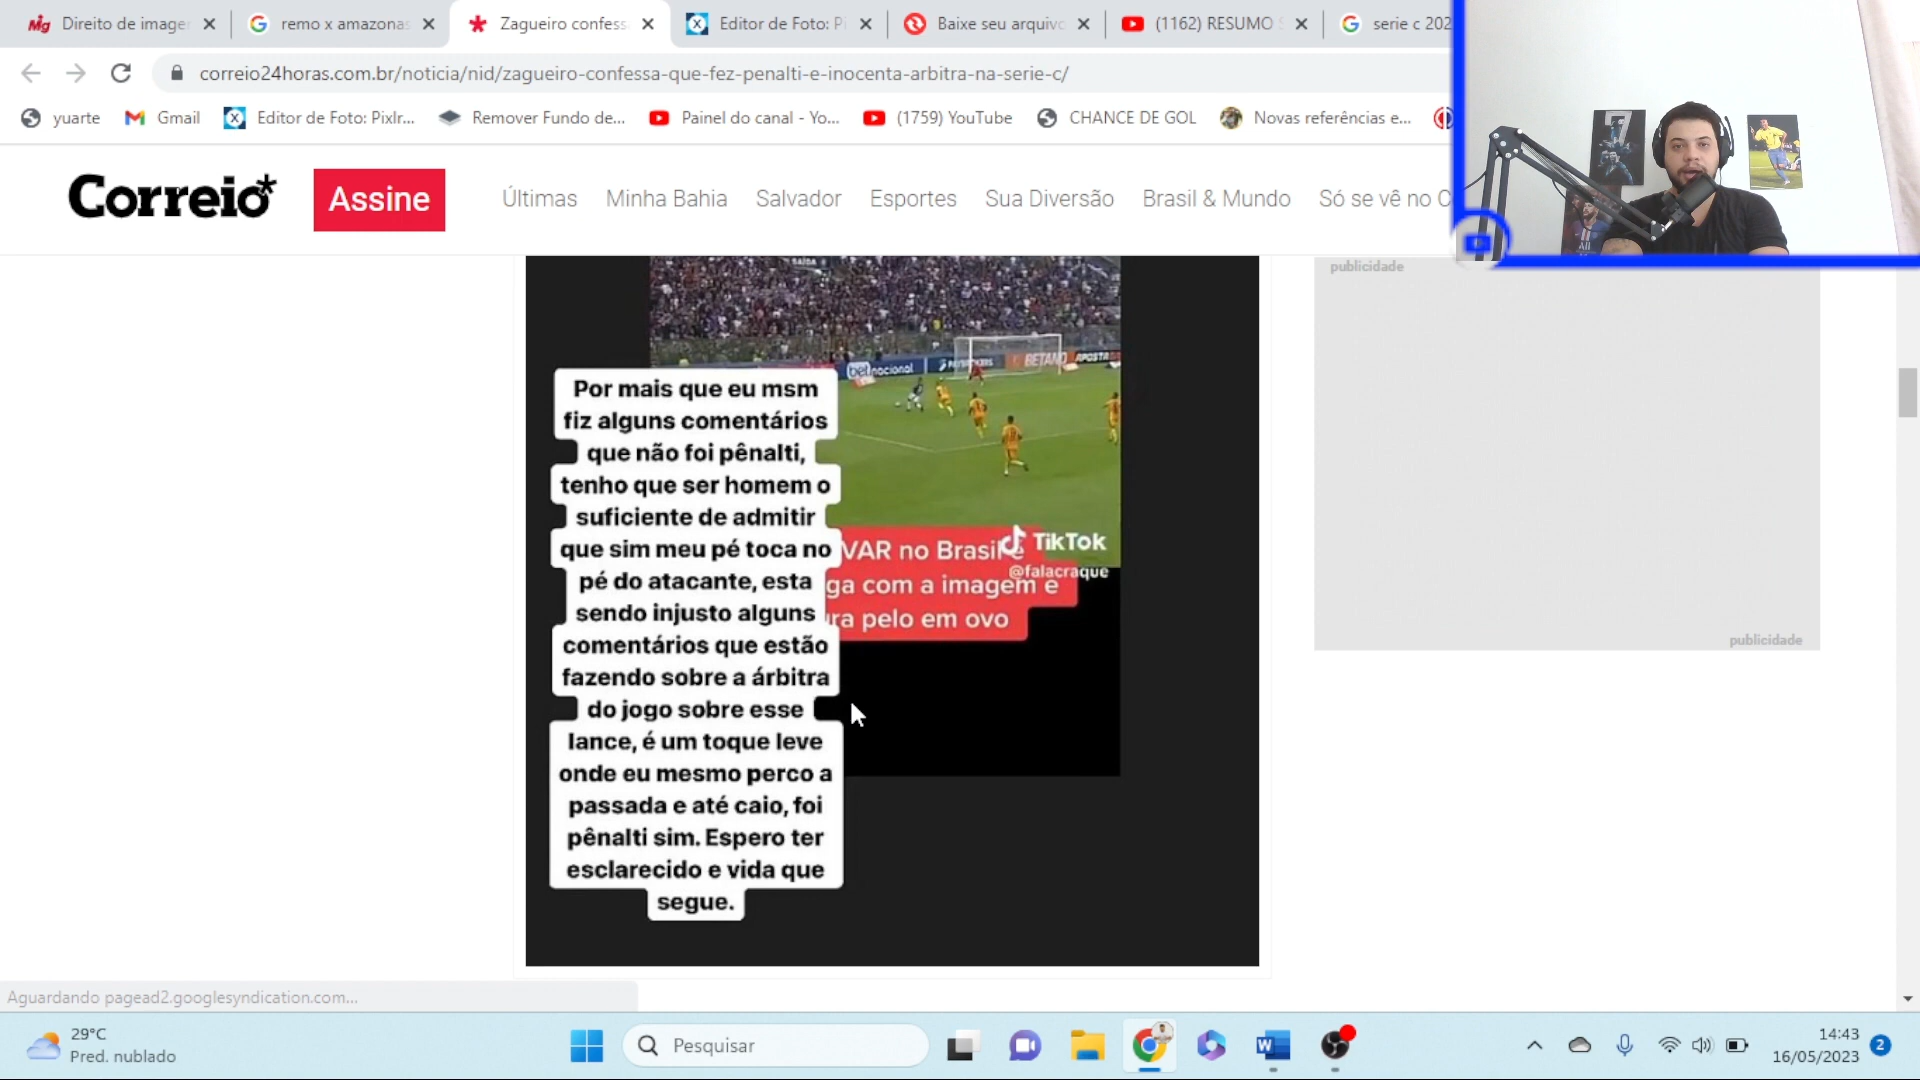 Mg Direito de image
remo x amazonas
Zagueiro confess
Editor de Foto: Pi
Baixe seu arquivo
(1162) RESUMO S
serie c 202
correio24horas.com.br/noticia/nid/zagueiro-confessa-que-fez-penalti-e-inocenta-arbitra-na-serie-c/
yuarte
Gmail
Editor de Foto: Pixlr...
Remover Fundo de...
Painel do canal - Yo...
(1759) YouTube
CHANCE DE GOL
Novas referências e...
7
Correio*
Assine
Últimas
Minha Bahia
Salvador
Esportes
Sua Diversão
Brasil & Mundo
Só se vê no C
publicidade
SAÍDA
betnacional
BETANO
APOSTA
Por mais que eu msm
fiz alguns comentários
que não foi pênalti,
tenho que ser homem o
suficiente de admitir
que sim meu pé toca no
pé do atacante, esta
sendo injusto alguns
comentários que estão
fazendo sobre a árbitra
do jogo sobre esse
lance, é um toque leve
onde eu mesmo perco a
passada e até caio, foi
pênalti sim. Espero ter
esclarecido e vida que
segue.
VAR no Brasil é
ga com a imagem e
ra pelo em ovo
TikTok
@falacraque
publicidade
Aguardando pagead2.googlesyndication.com...
29°C
Pred. nublado
Pesquisar
W
14:43
16/05/2023
2